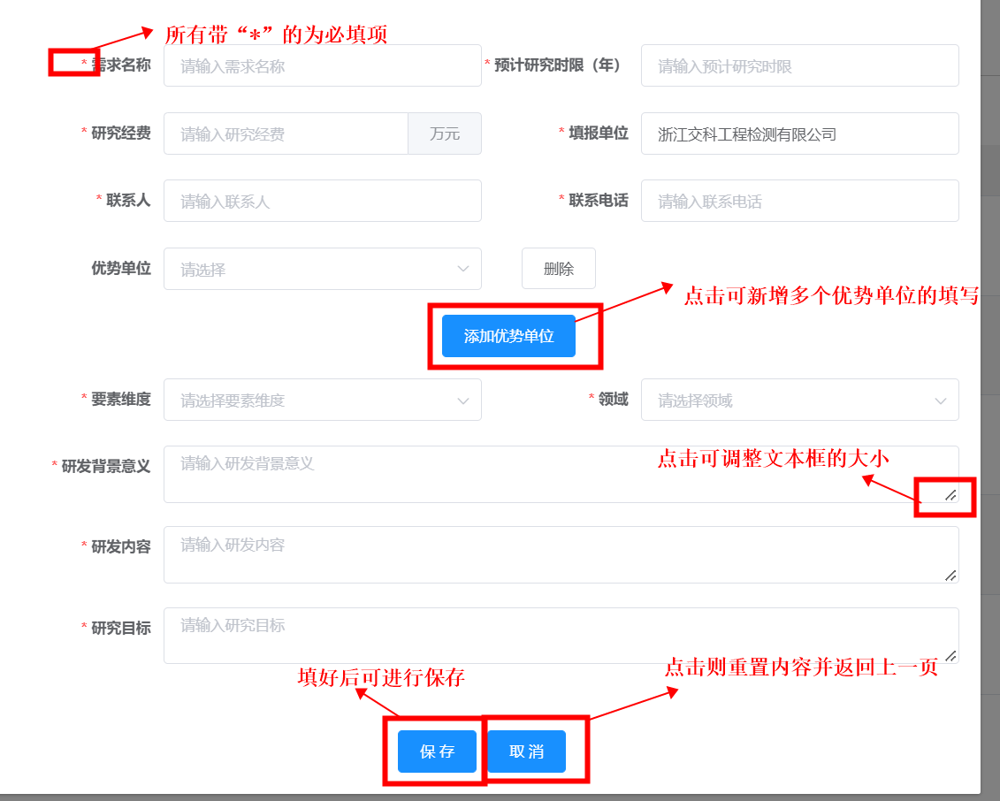 所有带“*”的为必填项
* 需求名称 请输入需求名称 * 预计研究时限（年） 请输入预计研究时限
* 研究经费 请输入研究经费 万元 * 填报单位 浙江交科工程检测有限公司
* 联系人 请输入联系人 * 联系电话 请输入联系电话
优势单位 请选择 删除
点击可新增多个优势单位的填写
添加优势单位
* 要素维度 请选择要素维度 * 领域 请选择领域
* 研发背景意义 请输入研发背景意义
点击可调整文本框的大小
* 研发内容 请输入研发内容
* 研究目标 请输入研究目标
填好后可进行保存 点击则重置内容并返回上一页
保 存 取 消